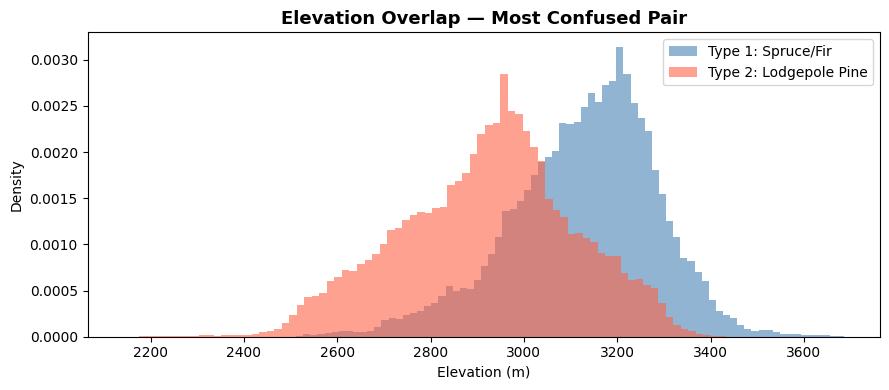 Elevation Overlap — Most Confused Pair
Type 1: Spruce/Fir
Type 2: Lodgepole Pine
Density
0.0030
0.0025
0.0020
0.0015
0.0010
0.0005
0.0000
2200 2400 2600 2800 3000 3200 3400 3600
Elevation (m)